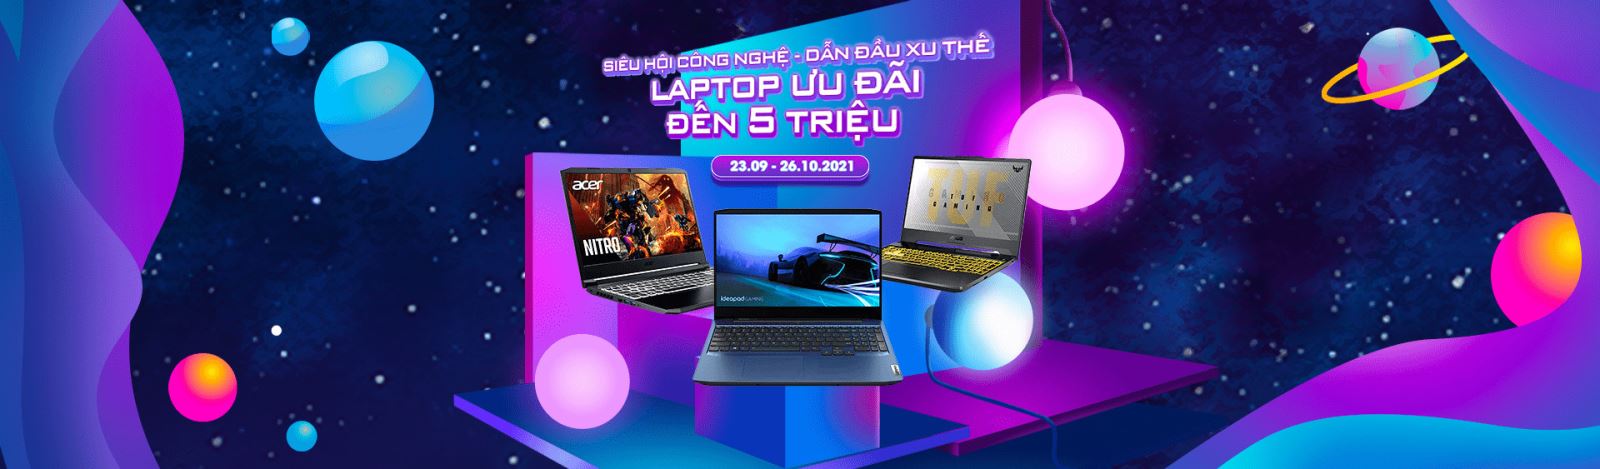 SIÊU HỘI CÔNG NGHỆ - DẪN ĐẦU XU THẾ
LAPTOP ƯU ĐÃI
ĐẾN 5 TRIỆU
23.09 - 26.10.2021
acer
NITRO
ideapad GAMING
TUF
GAMING